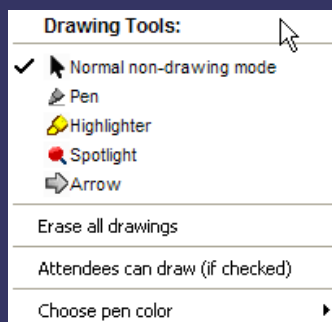 Drawing Tools:
Normal non-drawing mode
Pen
Highlighter
Spotlight
Arrow
Erase all drawings
Attendees can draw (if checked)
Choose pen color